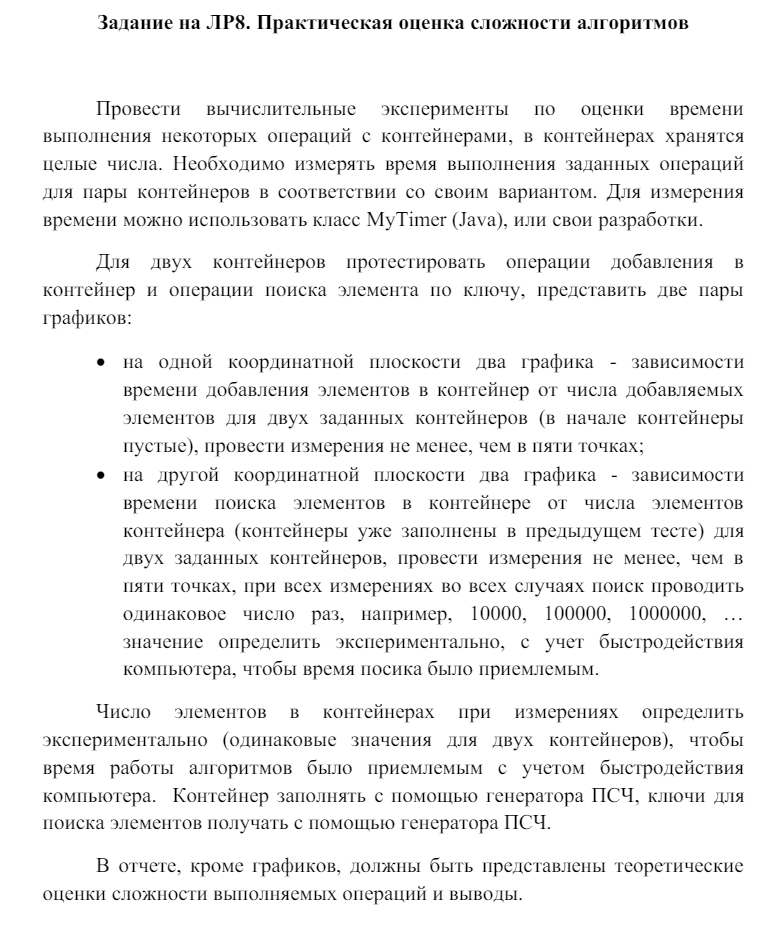 Задание на ЛР8. Практическая оценка сложности алгоритмов
Провести вычислительные эксперименты по оценки времени
выполнения некоторых операций с контейнерами, в контейнерах хранятся
целые числа. Необходимо измерять время выполнения заданных операций
для пары контейнеров в соответствии со своим вариантом. Для измерения
времени можно использовать класс MyTimer (Java), или свои разработки.
Для двух контейнеров протестировать операции добавления в
контейнер и операции поиска элемента по ключу, представить две пары
графиков:
• на одной координатной плоскости два графика - зависимости
времени добавления элементов в контейнер от числа добавляемых
элементов для двух заданных контейнеров (в начале контейнеры
пустые), провести измерения не менее, чем в пяти точках;
• на другой координатной плоскости два графика - зависимости
времени поиска элементов в контейнере от числа элементов
контейнера (контейнеры уже заполнены в предыдущем тесте) для
двух заданных контейнеров, провести измерения не менее, чем в
пяти точках, при всех измерениях во всех случаях поиск проводить
одинаковое число раз, например, 10000, 100000, 1000000, …
значение определить экспериментально, с учет быстродействия
компьютера, чтобы время посика было приемлемым.
Число элементов в контейнерах при измерениях определить
экспериментально (одинаковые значения для двух контейнеров), чтобы
время работы алгоритмов было приемлемым с учетом быстродействия
компьютера. Контейнер заполнять с помощью генератора ПСЧ, ключи для
поиска элементов получать с помощью генератора ПСЧ.
В отчете, кроме графиков, должны быть представлены теоретические
оценки сложности выполняемых операций и выводы.